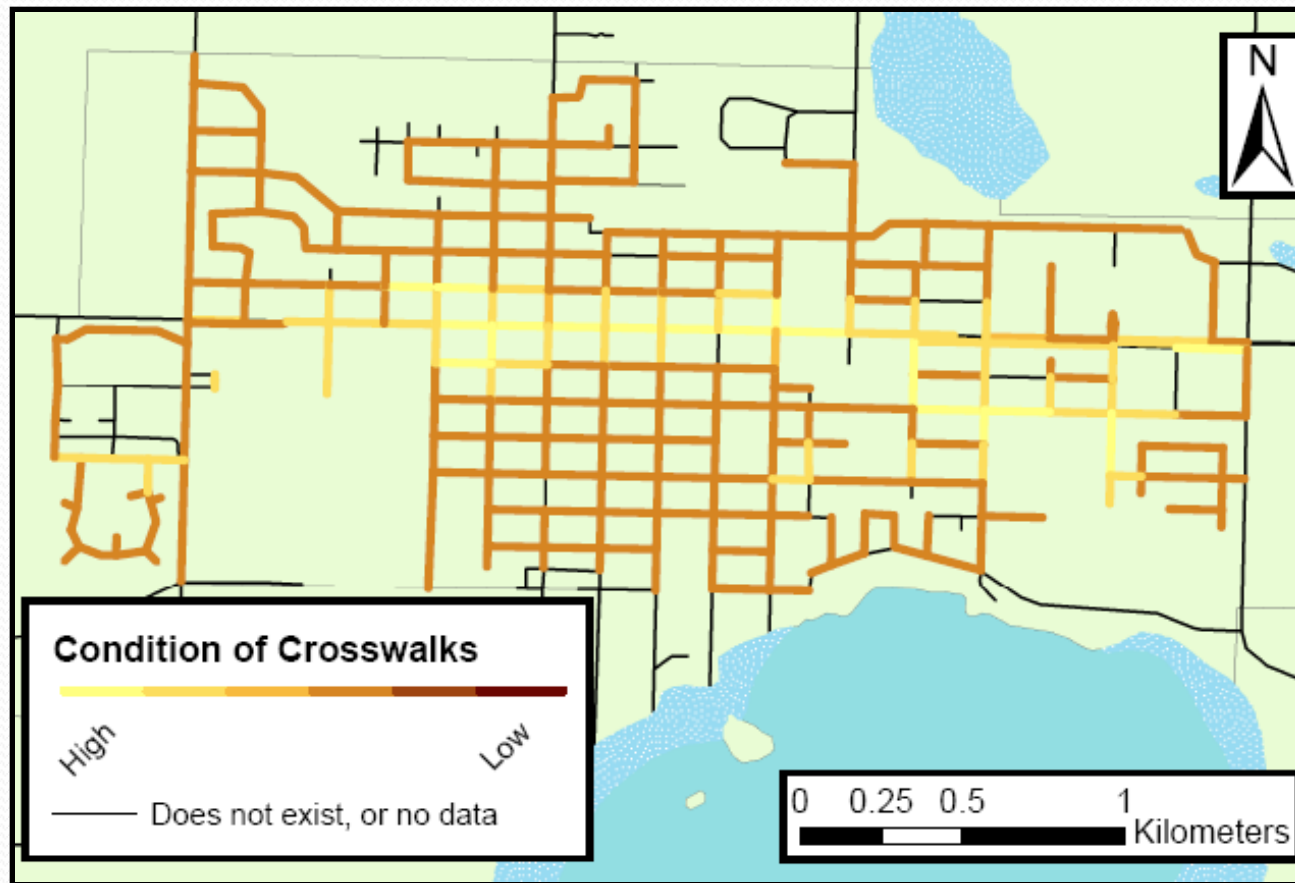 N
Condition of Crosswalks
High
Low
Does not exist, or no data
0 0.25 0.5 1
Kilometers